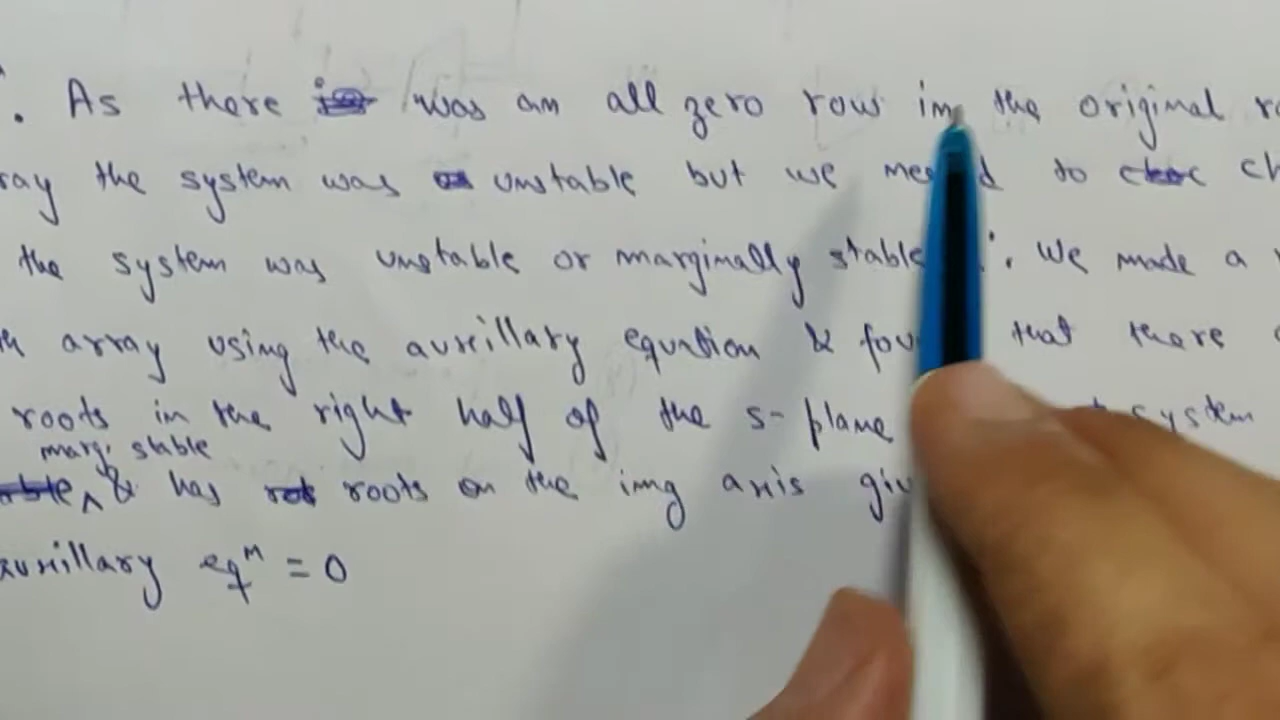 . As there was an all zero row in the original
ray the system was unstable but we need to
the system was unstable or marginally stable ∴ We made a
array using the auxillary equation & that there
roots in the right half of the s-plane system
marg. stable
& has roots on the img axis
auxillary eqⁿ = 0